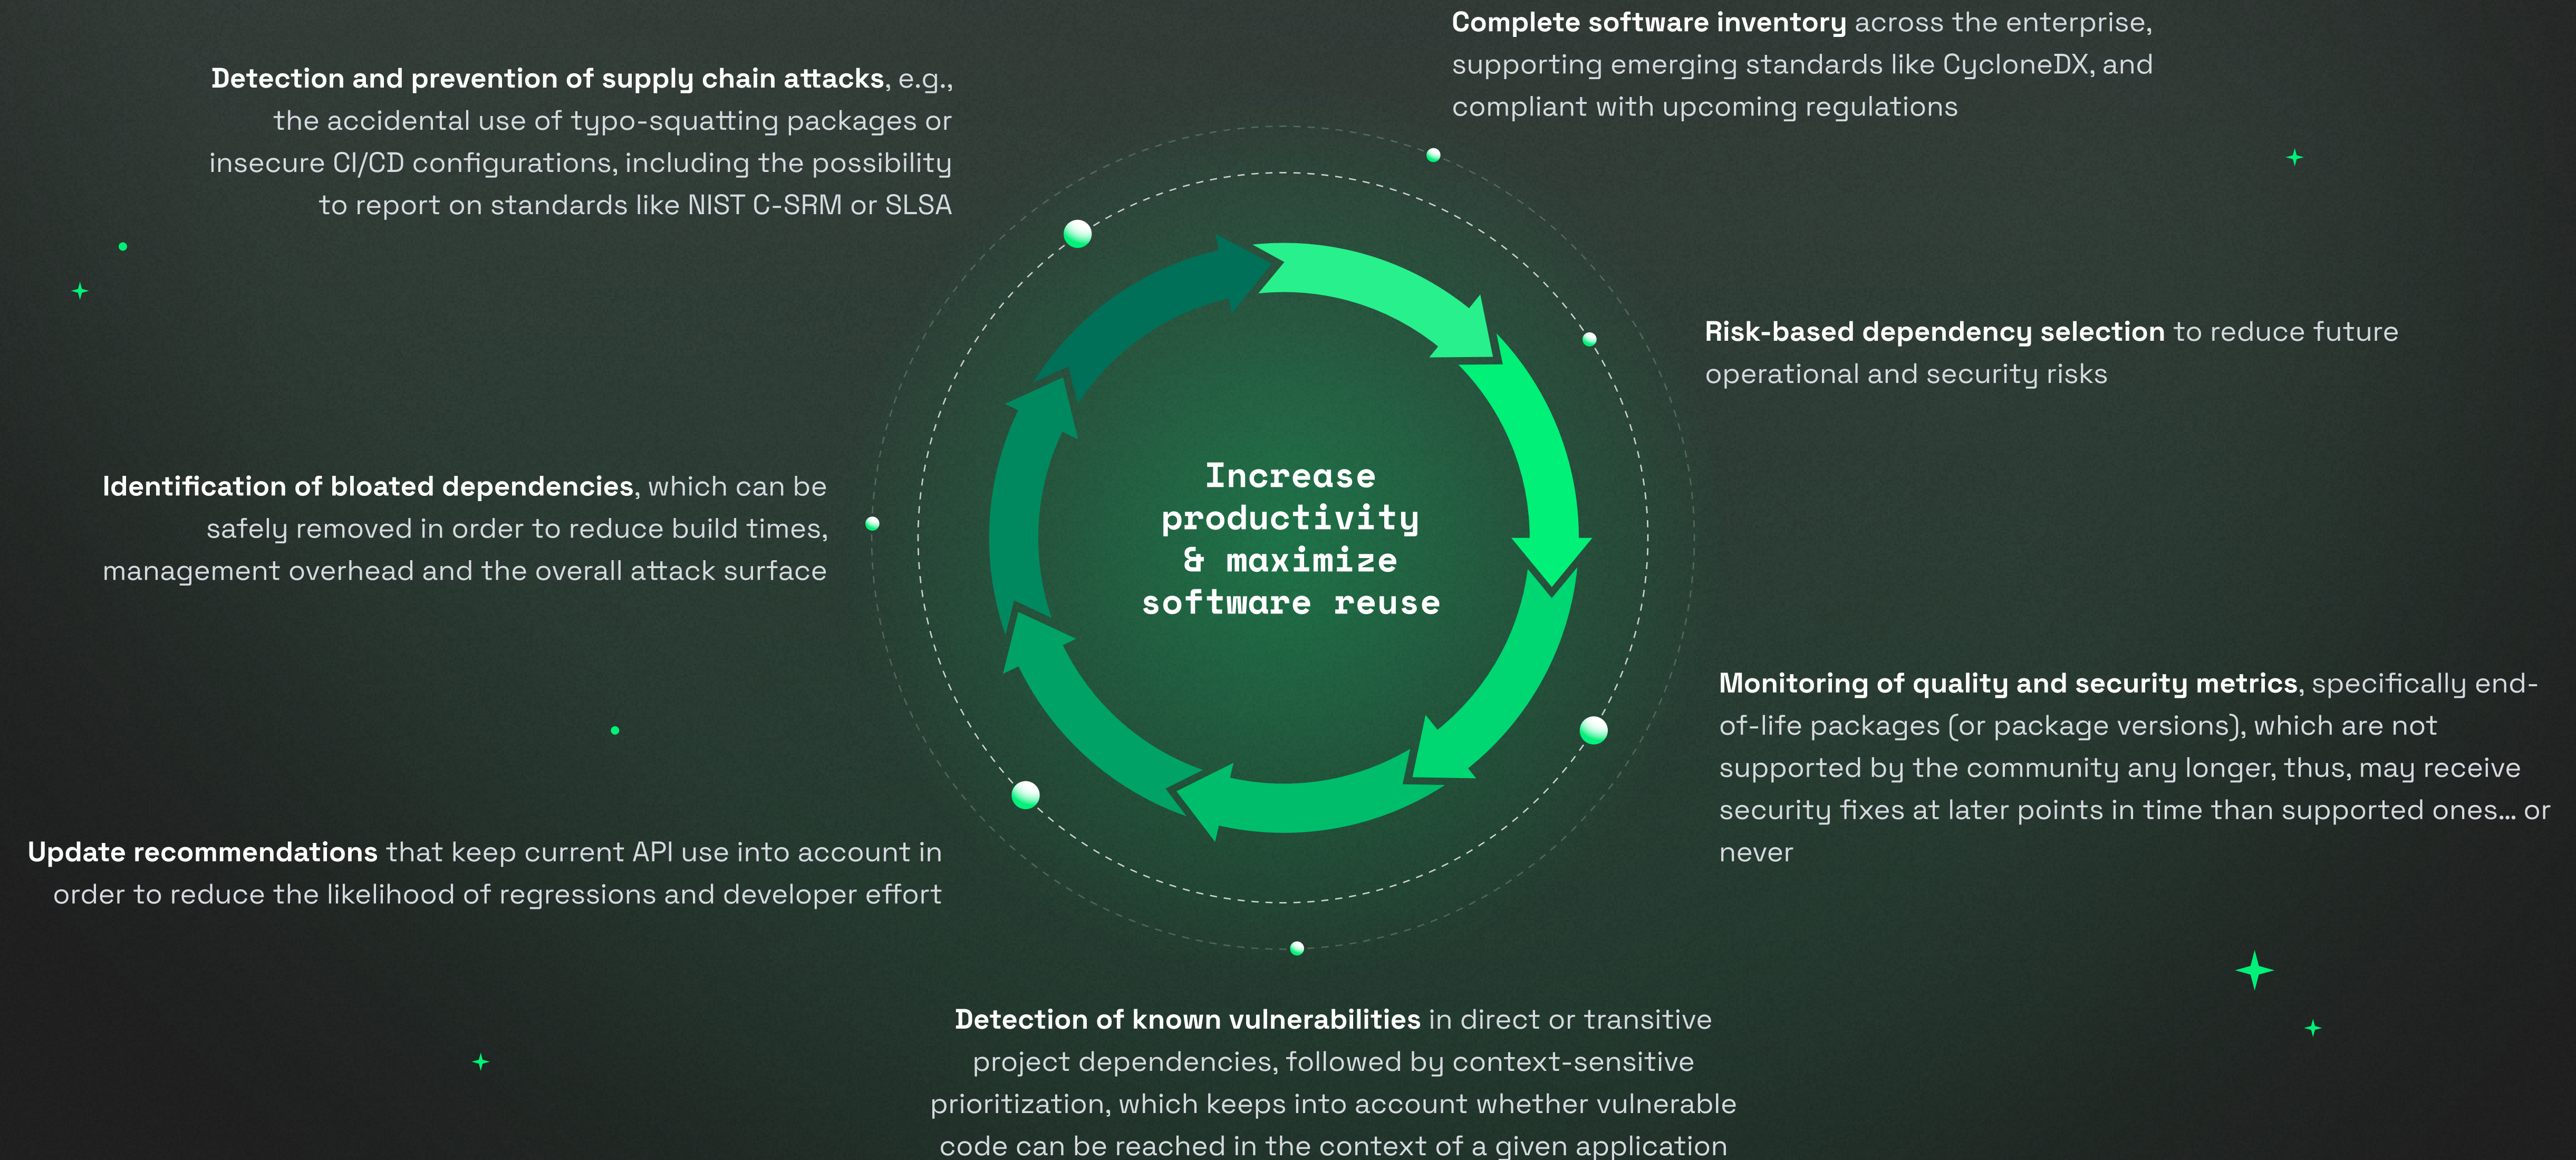 Complete software inventory across the enterprise,
supporting emerging standards like CycloneDX, and
compliant with upcoming regulations
Risk-based dependency selection to reduce future
operational and security risks
Monitoring of quality and security metrics, specifically end-
of-life packages (or package versions), which are not
supported by the community any longer, thus, may receive
security fixes at later points in time than supported ones... or
never
Detection of known vulnerabilities in direct or transitive
project dependencies, followed by context-sensitive
prioritization, which keeps into account whether vulnerable
code can be reached in the context of a given application
Update recommendations that keep current API use into account in
order to reduce the likelihood of regressions and developer effort
Identification of bloated dependencies, which can be
safely removed in order to reduce build times,
management overhead and the overall attack surface
Detection and prevention of supply chain attacks, e.g.,
the accidental use of typo-squatting packages or
insecure CI/CD configurations, including the possibility
to report on standards like NIST C-SRM or SLSA
Increase
productivity
& maximize
software reuse